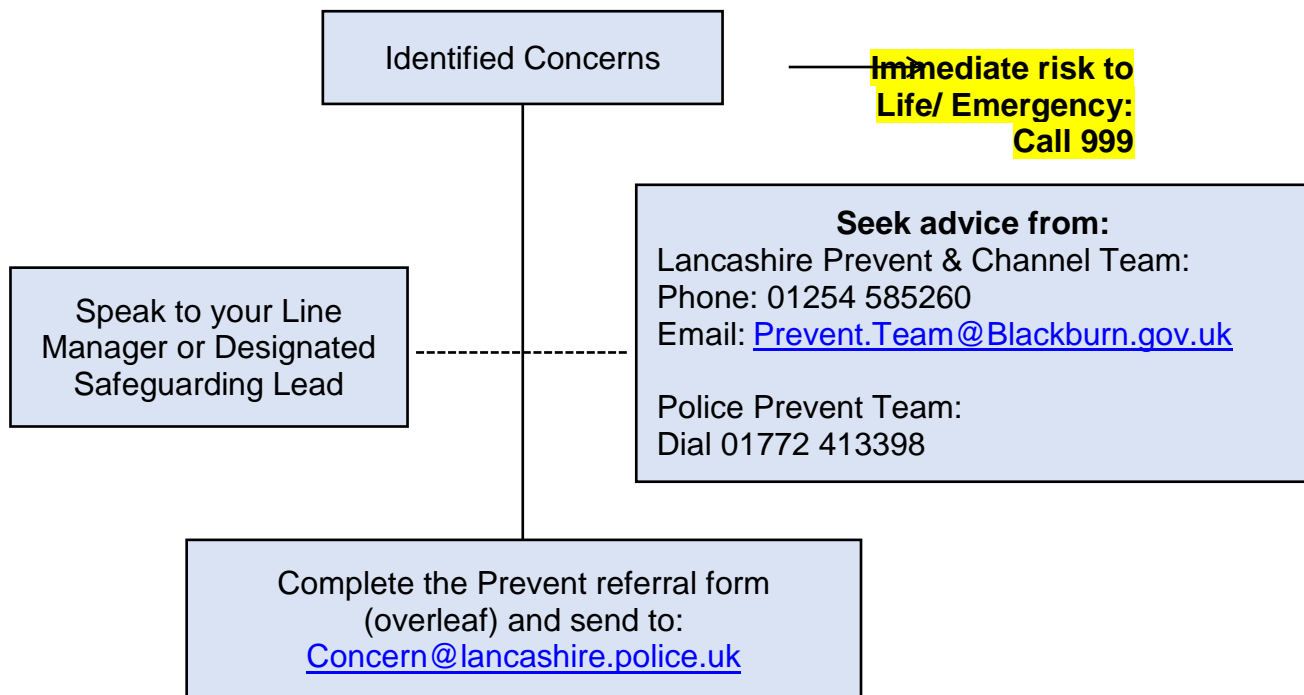 Identified Concerns
Immediate risk to
Life/ Emergency:
Call 999
Seek advice from:
Lancashire Prevent & Channel Team:
Phone: 01254 585260
Email: Prevent.Team@Blackburn.gov.uk
Police Prevent Team:
Dial 01772 413398
Speak to your Line
Manager or Designated
Safeguarding Lead
Complete the Prevent referral form
(overleaf) and send to:
Concern@lancashire.police.uk